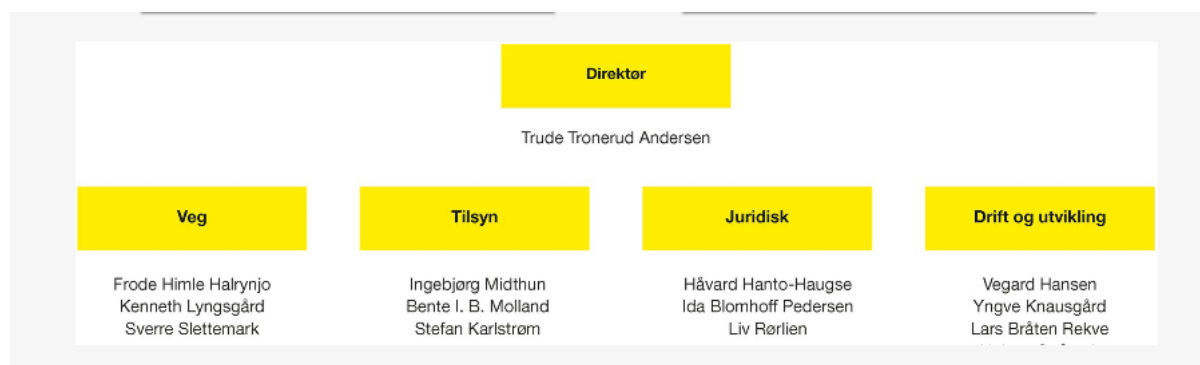 Direktør
Trude Tronerud Andersen
Veg
Frode Himle Halrynjo
Kenneth Lyngsgård
Sverre Slettemark
Tilsyn
Ingebjørg Midthun
Bente I. B. Molland
Stefan Karlstrøm
Juridisk
Håvard Hanto-Haugse
Ida Blomhoff Pedersen
Liv Rørlien
Drift og utvikling
Vegard Hansen
Yngve Knausgård
Lars Bråten Rekve